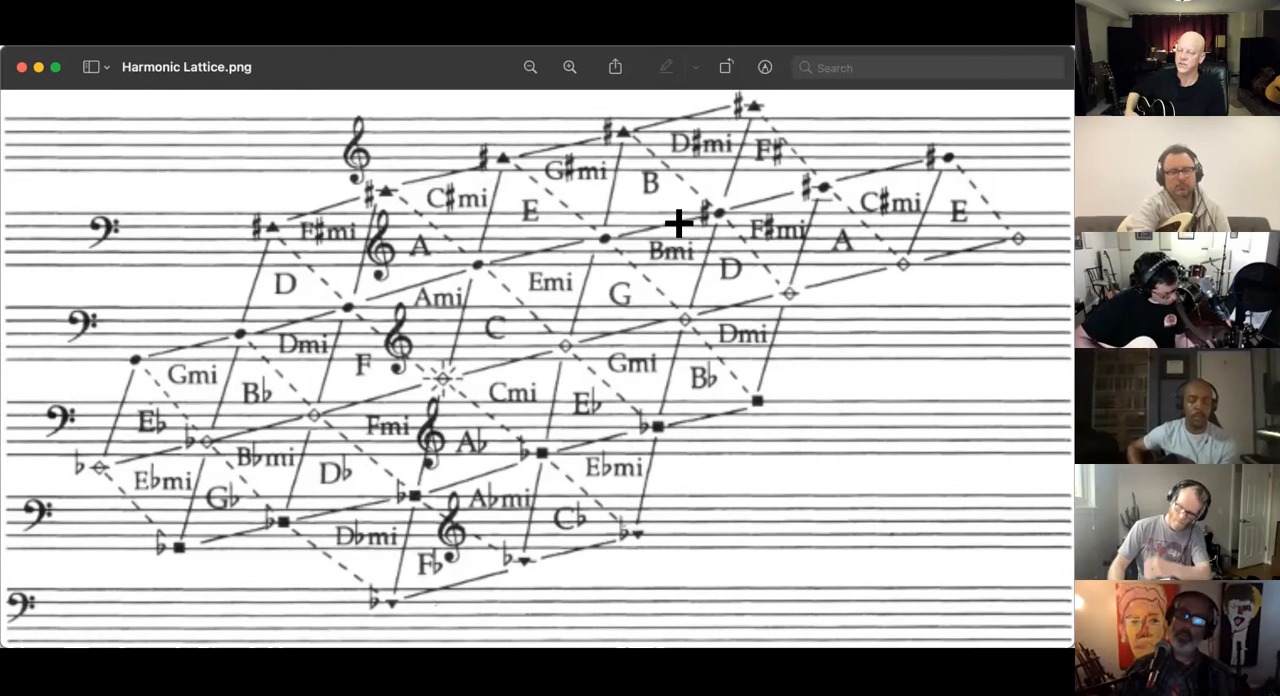 Harmonic Lattice.png
Search
D♯mi F♯
G♯mi B
C♯mi E C♯mi E
F♯mi A F♯mi A
Bmi D
D Emi G
Ami C Dmi
Dmi F Gmi B♭
Gmi B♭ Cmi E♭
E♭ Fmi A♭ E♭mi
B♭mi D♭
E♭mi G♭ A♭mi C♭
D♭mi F♭